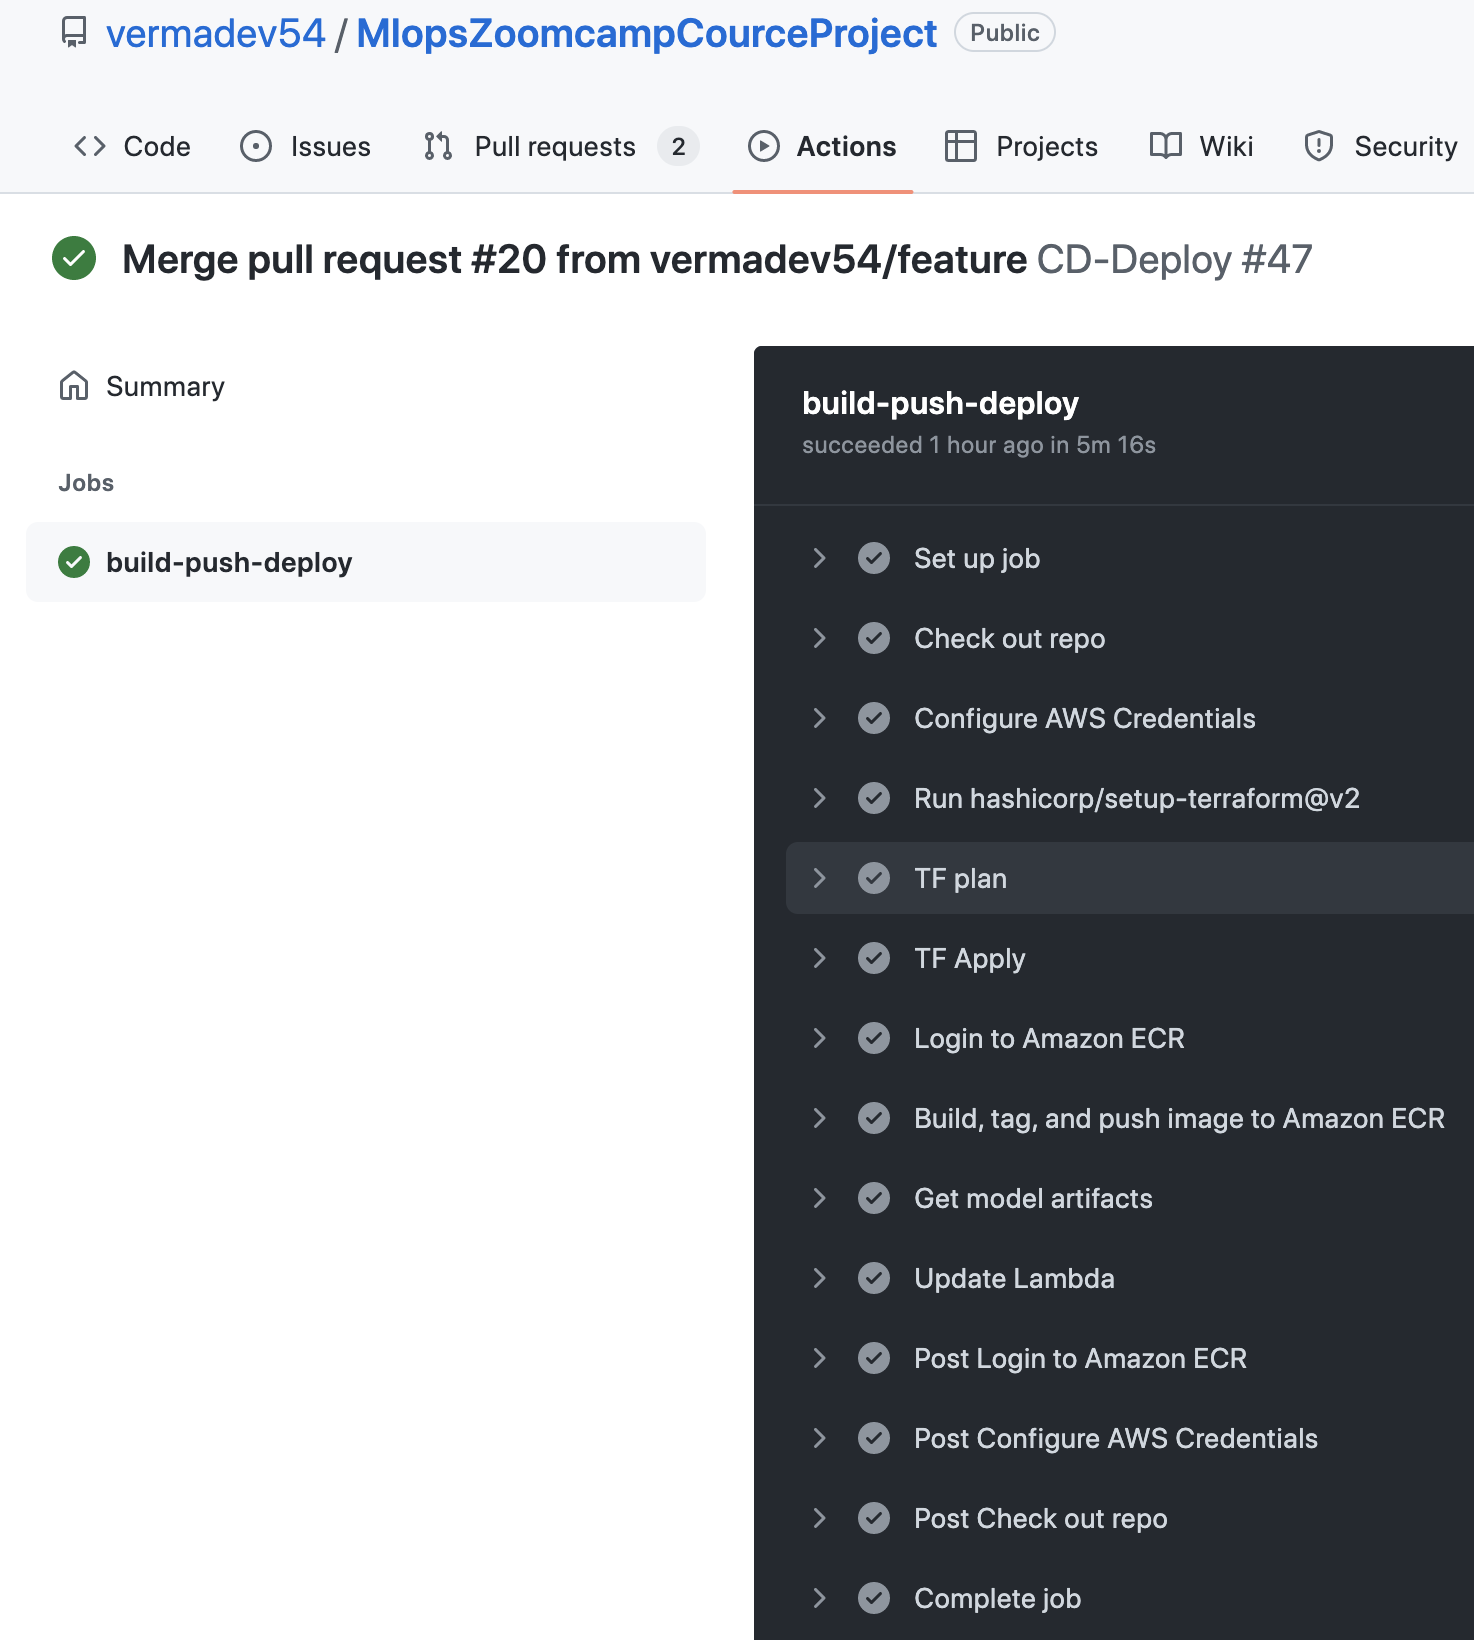 vermadev54 / MlopsZoomcampCourceProject Public
Code Issues Pull requests 2 Actions Projects Wiki Security
Merge pull request #20 from vermadev54/feature CD-Deploy #47
Summary
Jobs
build-push-deploy
build-push-deploy
succeeded 1 hour ago in 5m 16s
Set up job
Check out repo
Configure AWS Credentials
Run hashicorp/setup-terraform@v2
TF plan
TF Apply
Login to Amazon ECR
Build, tag, and push image to Amazon ECR
Get model artifacts
Update Lambda
Post Login to Amazon ECR
Post Configure AWS Credentials
Post Check out repo
Complete job